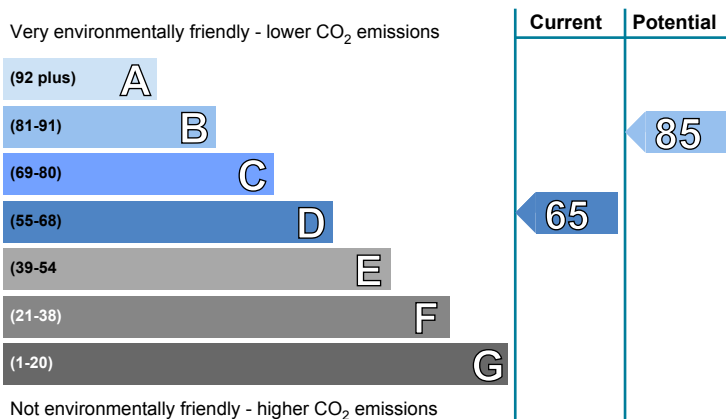 Very environmentally friendly - lower CO2 emissions
Current
Potential
(92 plus) A
(81-91) B
85
(69-80) C
(55-68) D
65
(39-54 E
(21-38) F
(1-20) G
Not environmentally friendly - higher CO2 emissions